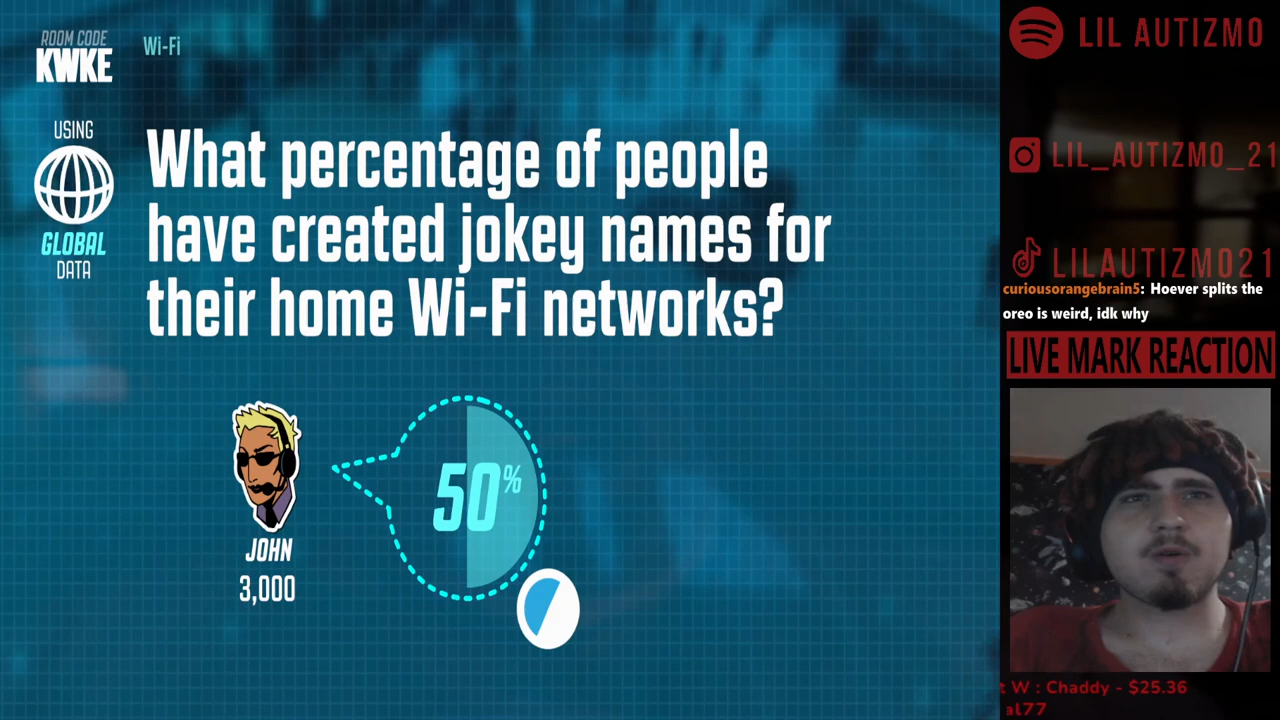 ROOM CODE
KWKE
Wi-Fi
USING
GLOBAL
DATA
What percentage of people
have created jokey names for
their home Wi-Fi networks?
50%
JOHN
3,000
LIL AUTIZMO
LIL_AUTIZMO_21
LILAUTIZMO21
curiousorangebrain5: Hoever splits the
oreo is weird, idk why
LIVE MARK REACTION
t W : Chaddy - $25.36
al77